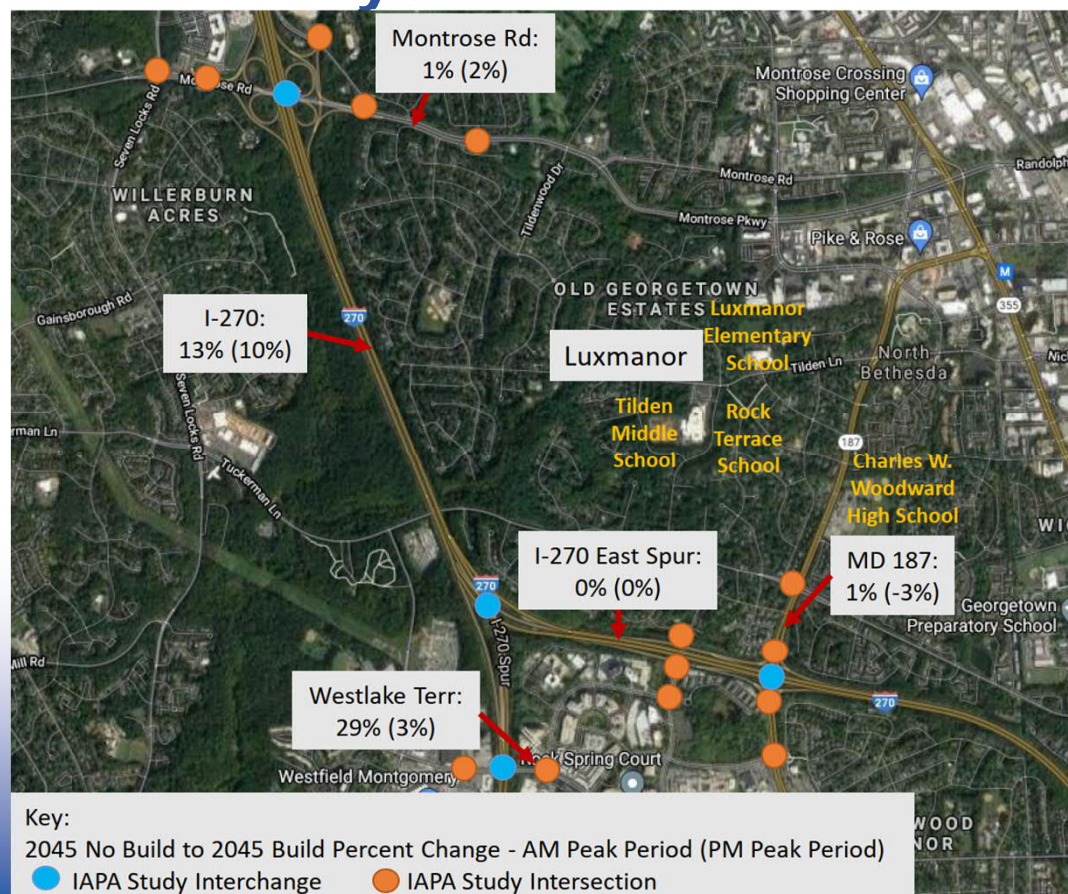 Montrose Rd:
1% (2%)
Montrose Crossing
Shopping Center
Seven Locks Rd
WILLERBURN
ACRES
Tildenwood Dr
Montrose Rd
Randolph
Montrose Pkwy
Pike & Rose
M
355
Gainsborough Rd
I-270:
13% (10%)
270
OLD GEORGETOWN
ESTATES
Luxmanor
Elementary
School
Luxmanor
Tilden Ln
North
Bethesda
Seven Locks Rd
Tuckerman Ln
Tilden
Middle
School
Rock
Terrace
School
187
Charles W.
Woodward
High School
I-270 East Spur:
0% (0%)
MD 187:
1% (-3%)
Georgetown
Preparatory School
270
I-270 Spur
Mill Rd
Westlake Terr:
29% (3%)
270
Westfield Montgomery
Rock Spring Court
Key:
2045 No Build to 2045 Build Percent Change - AM Peak Period (PM Peak Period)
IAPA Study Interchange
IAPA Study Intersection